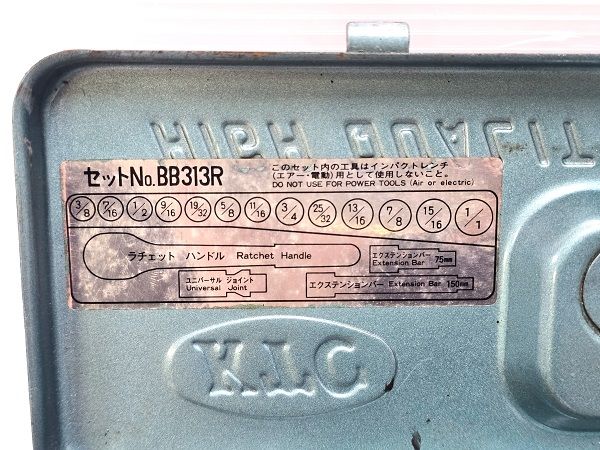 HIGH QUALIT
セットNo.BB313R
このセット内の工具はインパクトレンチ
(エアー・電動)用として使用しないこと。
DO NOT USE FOR POWER TOOLS (Air or electric)
3/8 7/16 1/2 9/16 19/32 5/8 11/16 3/4 25/32 13/16 7/8 15/16 1/1
ラチェット ハンドル Ratchet Handle
エクステンションバー
Extension Bar 75mm
ユニバーサル ジョイント
Universal Joint
エクステンションバー Extension Bar 150mm
KTC